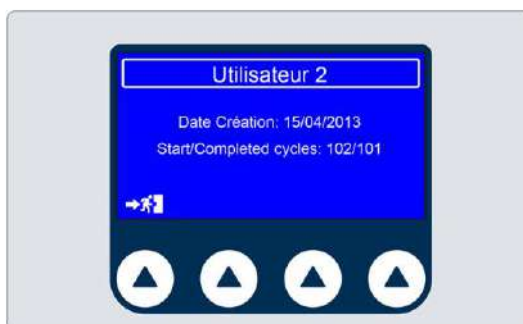 Utilisateur 2
Date Création: 15/04/2013
Start/Completed cycles: 102/101